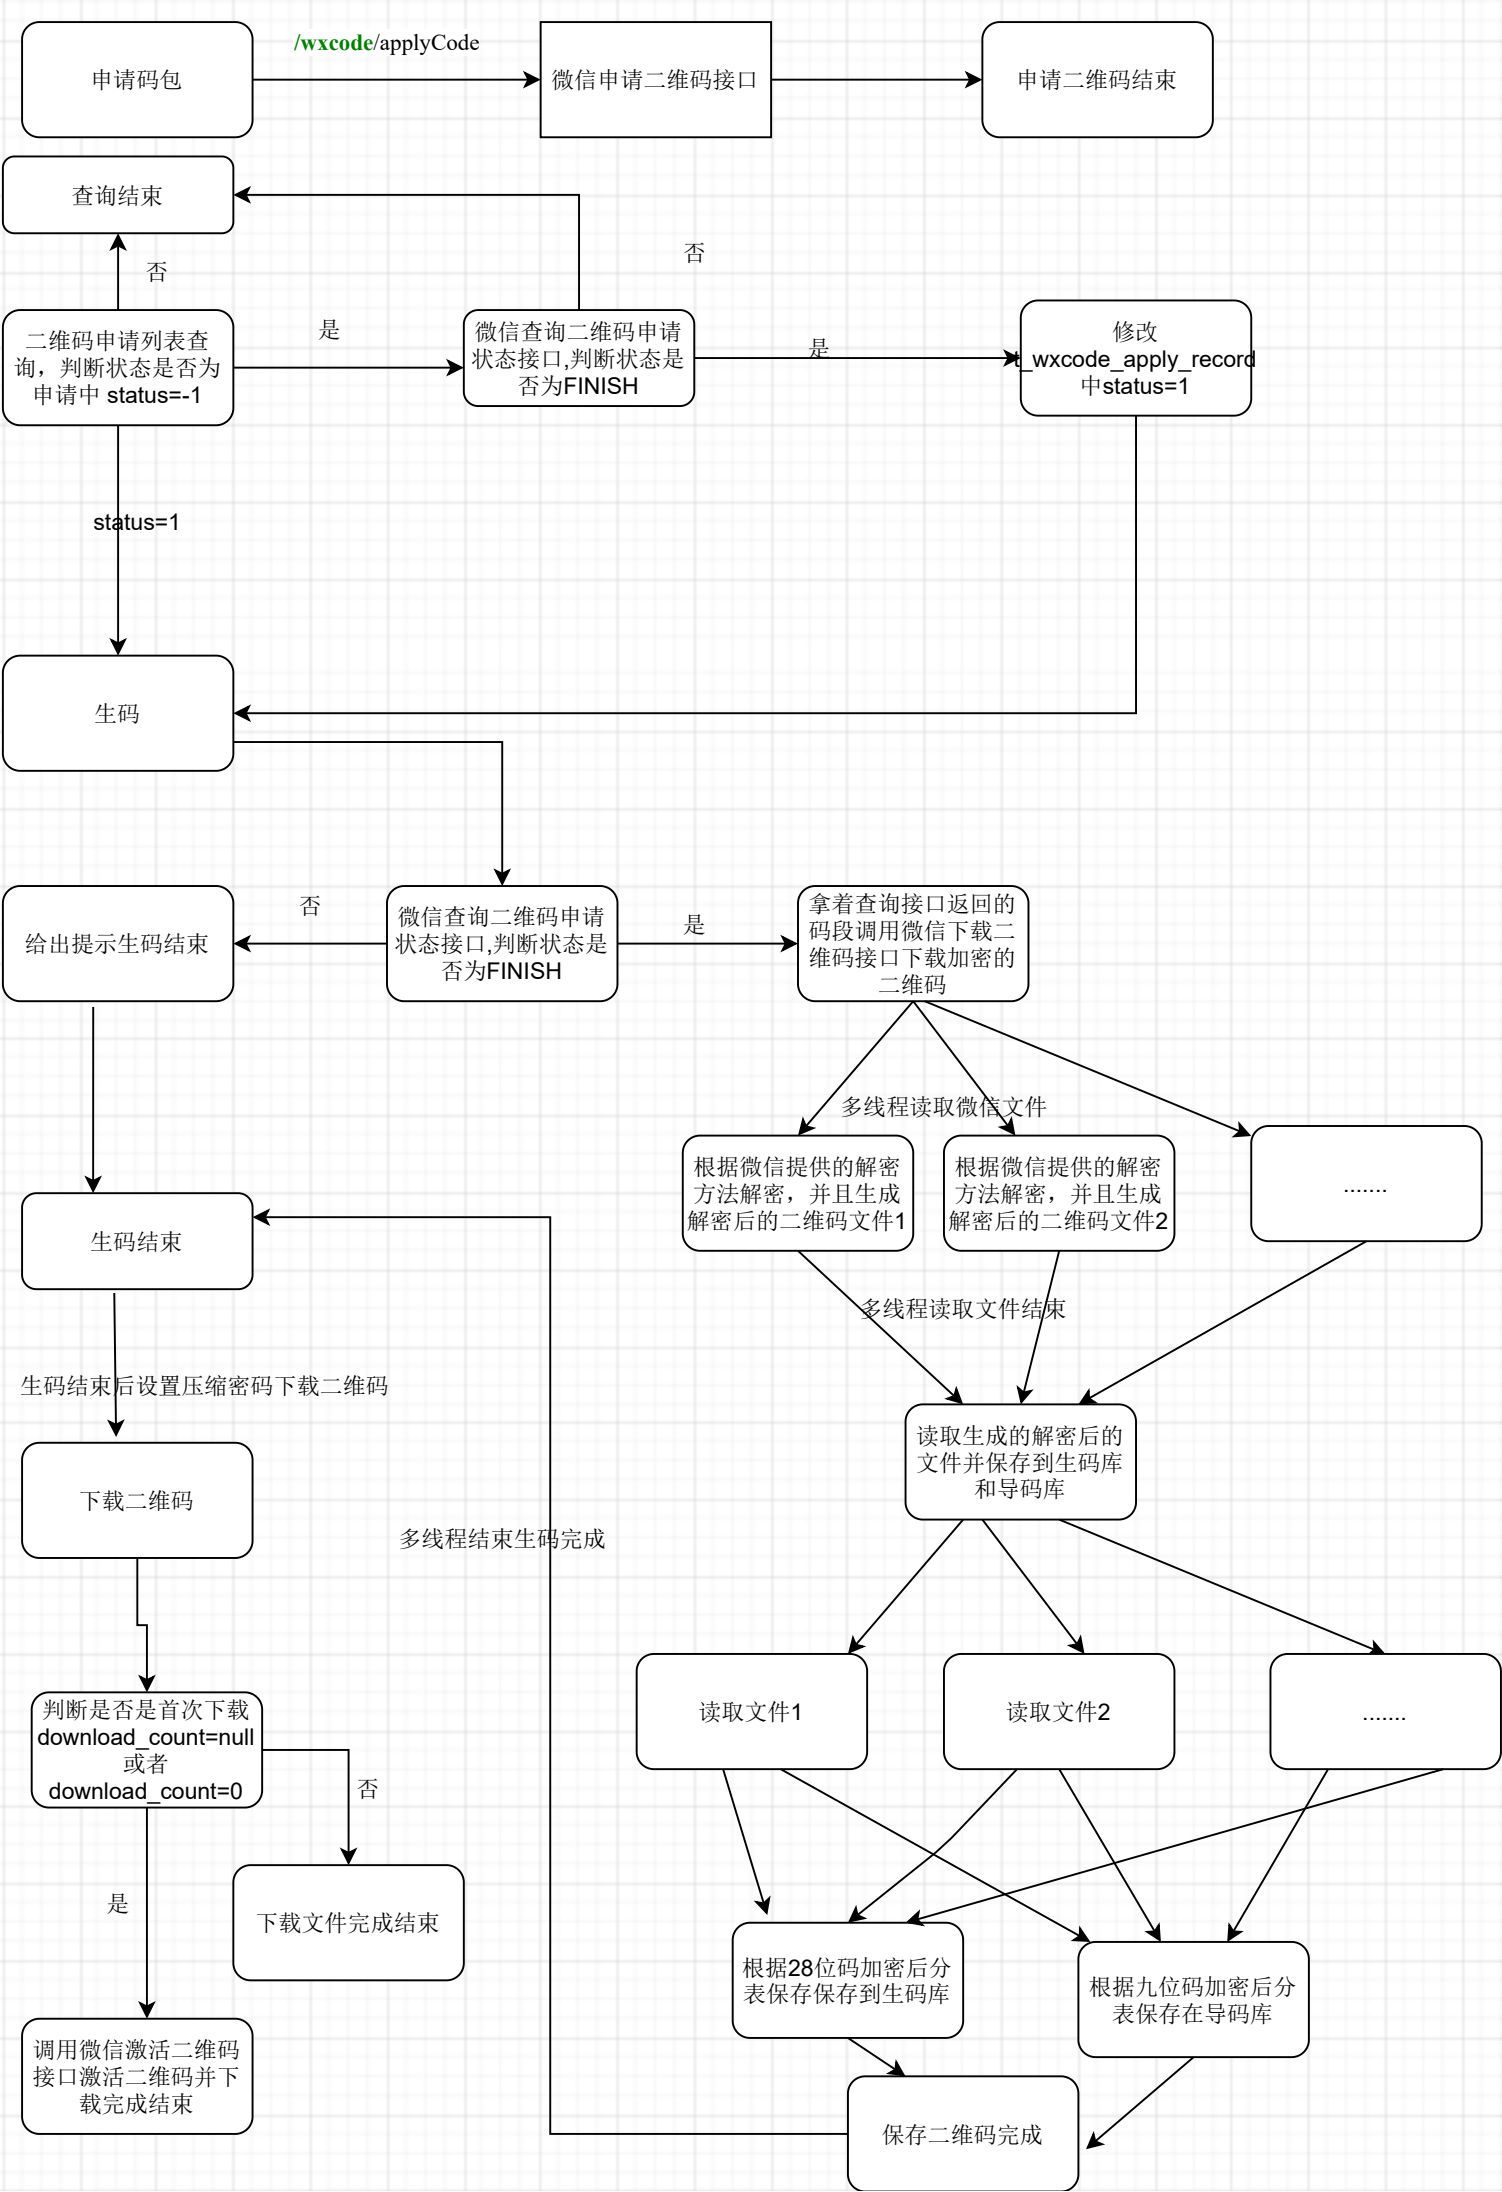 /wxcode/applyCode
申请码包
微信申请二维码接口
申请二维码结束
查询结束
否
否
二维码申请列表查
询，判断状态是否为
申请中 status=-1
是
微信查询二维码申请
状态接口,判断状态是
否为FINISH
是
修改
t_wxcode_apply_record
中status=1
status=1
生码
给出提示生码结束
否
微信查询二维码申请
状态接口,判断状态是
否为FINISH
是
拿着查询接口返回的
码段调用微信下载二
维码接口下载加密的
二维码
多线程读取微信文件
根据微信提供的解密
方法解密，并且生成
解密后的二维码文件1
根据微信提供的解密
方法解密，并且生成
解密后的二维码文件2
.......
生码结束
多线程读取文件结束
生码结束后设置压缩密码下载二维码
读取生成的解密后的
文件并保存到生码库
和导码库
下载二维码
多线程结束生码完成
读取文件1
读取文件2
.......
判断是否是首次下载
download_count=null
或者
download_count=0
否
是
下载文件完成结束
根据28位码加密后分
表保存保存到生码库
根据九位码加密后分
表保存在导码库
调用微信激活二维码
接口激活二维码并下
载完成结束
保存二维码完成